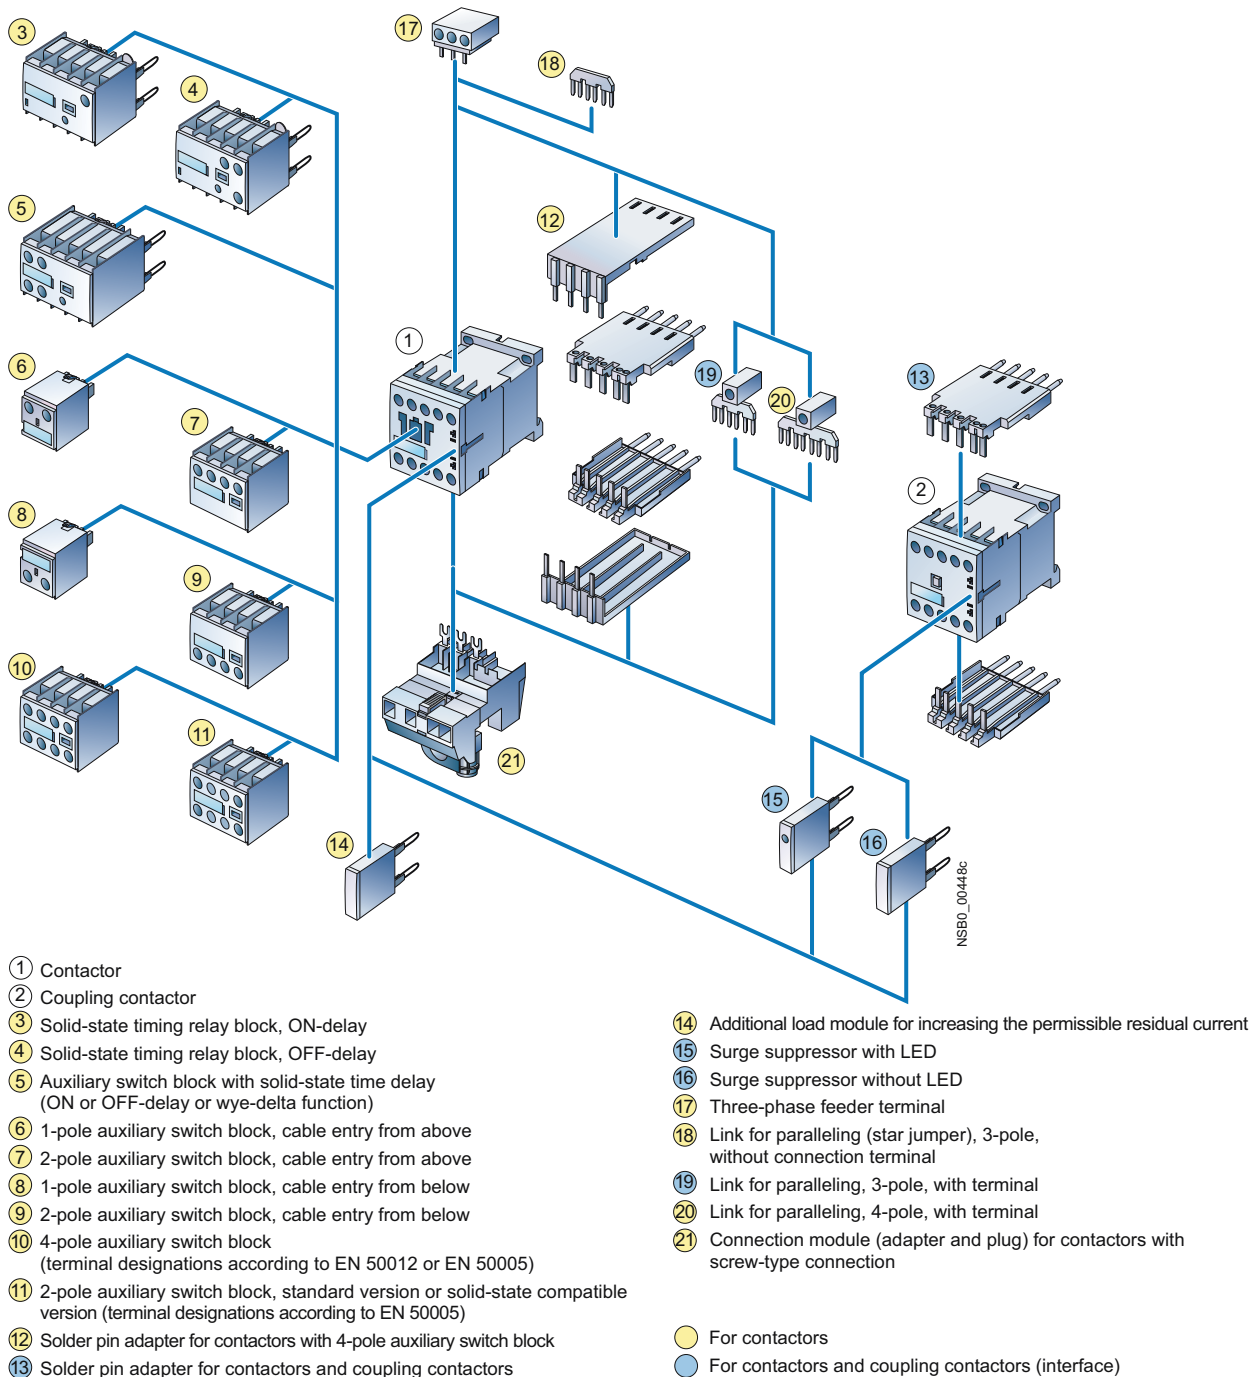 3
17
18
4
5
12
1
6
19
13
20
7
2
8
9
10
11
21
15
14
16
NSB0_00448c
1 Contactor
2 Coupling contactor
3 Solid-state timing relay block, ON-delay
4 Solid-state timing relay block, OFF-delay
5 Auxiliary switch block with solid-state time delay
(ON or OFF-delay or wye-delta function)
6 1-pole auxiliary switch block, cable entry from above
7 2-pole auxiliary switch block, cable entry from above
8 1-pole auxiliary switch block, cable entry from below
9 2-pole auxiliary switch block, cable entry from below
10 4-pole auxiliary switch block
(terminal designations according to EN 50012 or EN 50005)
11 2-pole auxiliary switch block, standard version or solid-state compatible
version (terminal designations according to EN 50005)
12 Solder pin adapter for contactors with 4-pole auxiliary switch block
13 Solder pin adapter for contactors and coupling contactors
14 Additional load module for increasing the permissible residual current
15 Surge suppressor with LED
16 Surge suppressor without LED
17 Three-phase feeder terminal
18 Link for paralleling (star jumper), 3-pole,
without connection terminal
19 Link for paralleling, 3-pole, with terminal
20 Link for paralleling, 4-pole, with terminal
21 Connection module (adapter and plug) for contactors with
screw-type connection
For contactors
For contactors and coupling contactors (interface)